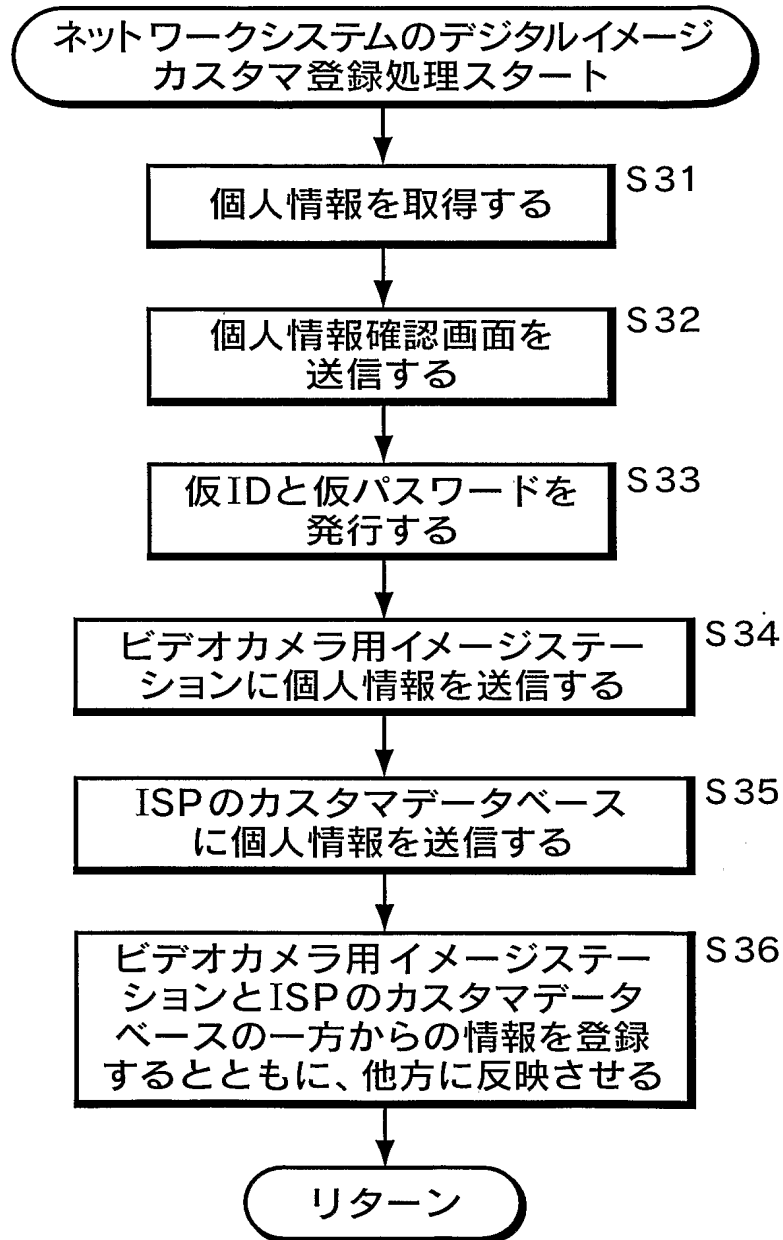 ネットワークシステムのデジタルイメージ
カスタマ登録処理スタート
S31
個人情報を取得する
S32
個人情報確認画面を
送信する
S33
仮IDと仮パスワードを
発行する
S34
ビデオカメラ用イメージステー
ションに個人情報を送信する
S35
ISPのカスタマデータベース
に個人情報を送信する
S36
ビデオカメラ用イメージステー
ションとISPのカスタマデータ
ベースの一方からの情報を登録
するとともに、他方に反映させる
リターン